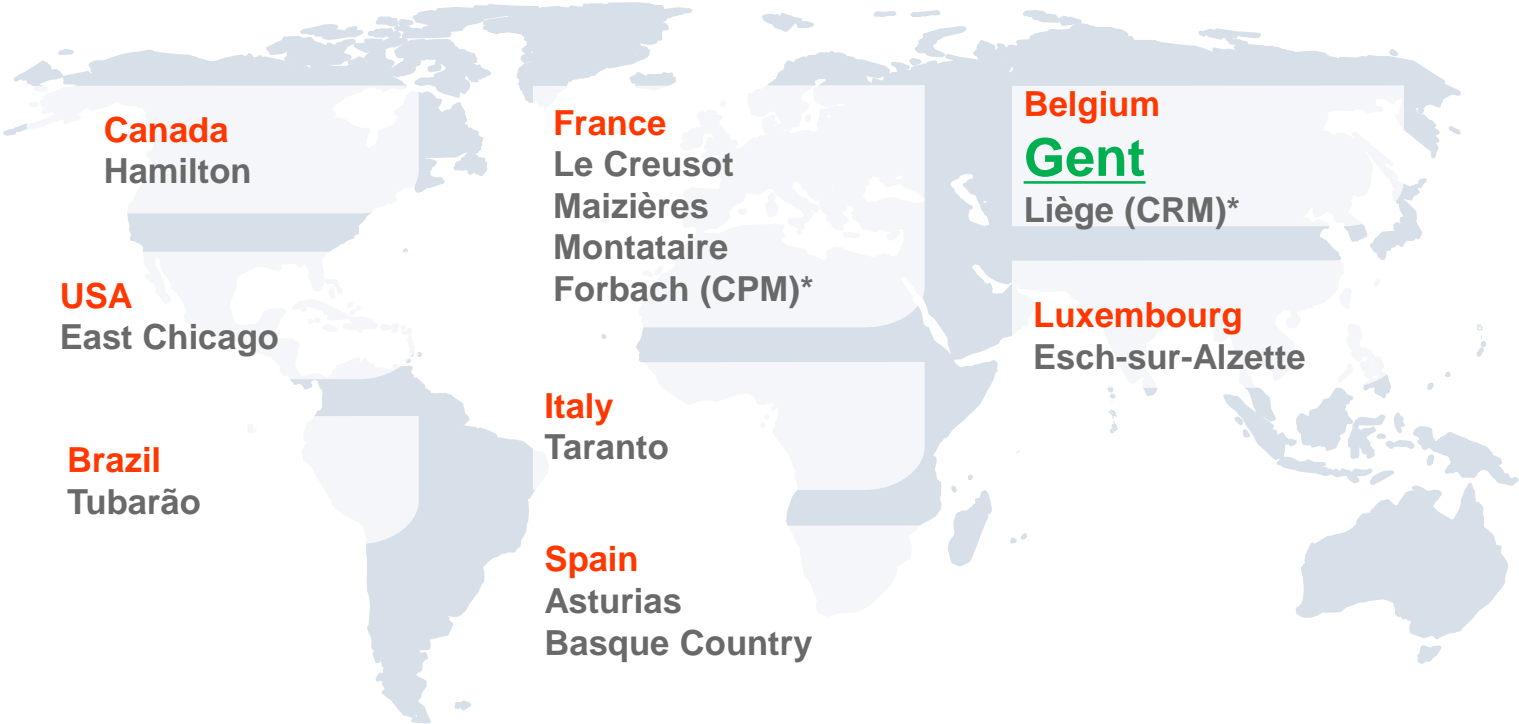 Canada
Hamilton
USA
East Chicago
Brazil
Tubarão
France
Le Creusot
Maizières
Montataire
Forbach (CPM)*
Italy
Taranto
Spain
Asturias
Basque Country
Belgium
Gent
Liège (CRM)*
Luxembourg
Esch-sur-Alzette